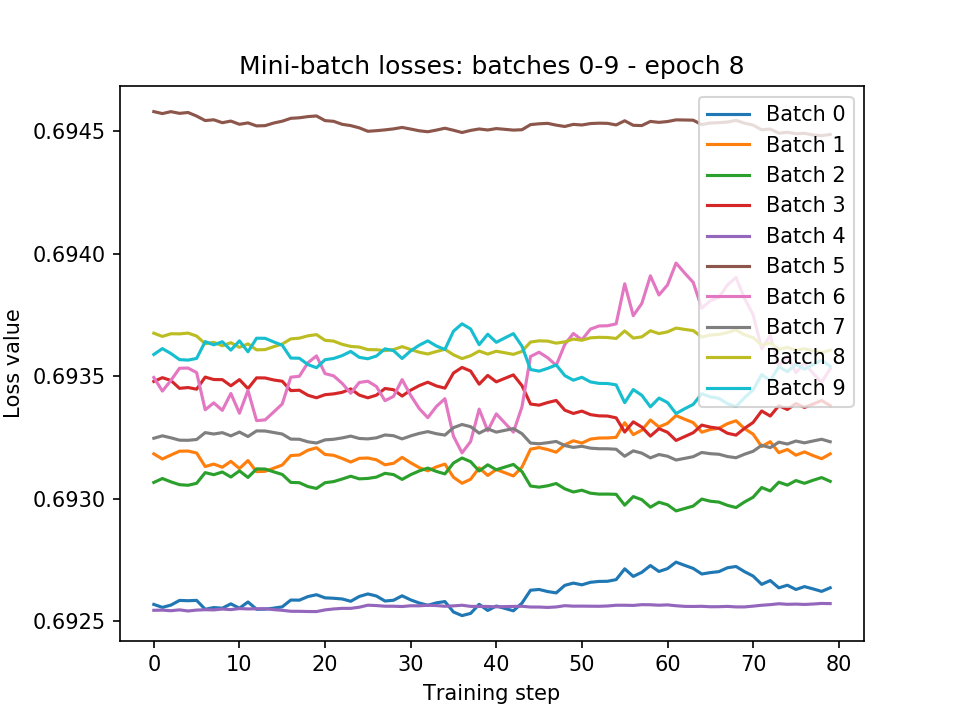 Mini-batch losses: batches 0-9 - epoch 8
Loss value
0.6945
0.6940
0.6935
0.6930
0.6925
Batch 0
Batch 1
Batch 2
Batch 3
Batch 4
Batch 5
Batch 6
Batch 7
Batch 8
Batch 9
0 10 20 30 40 50 60 70 80
Training step